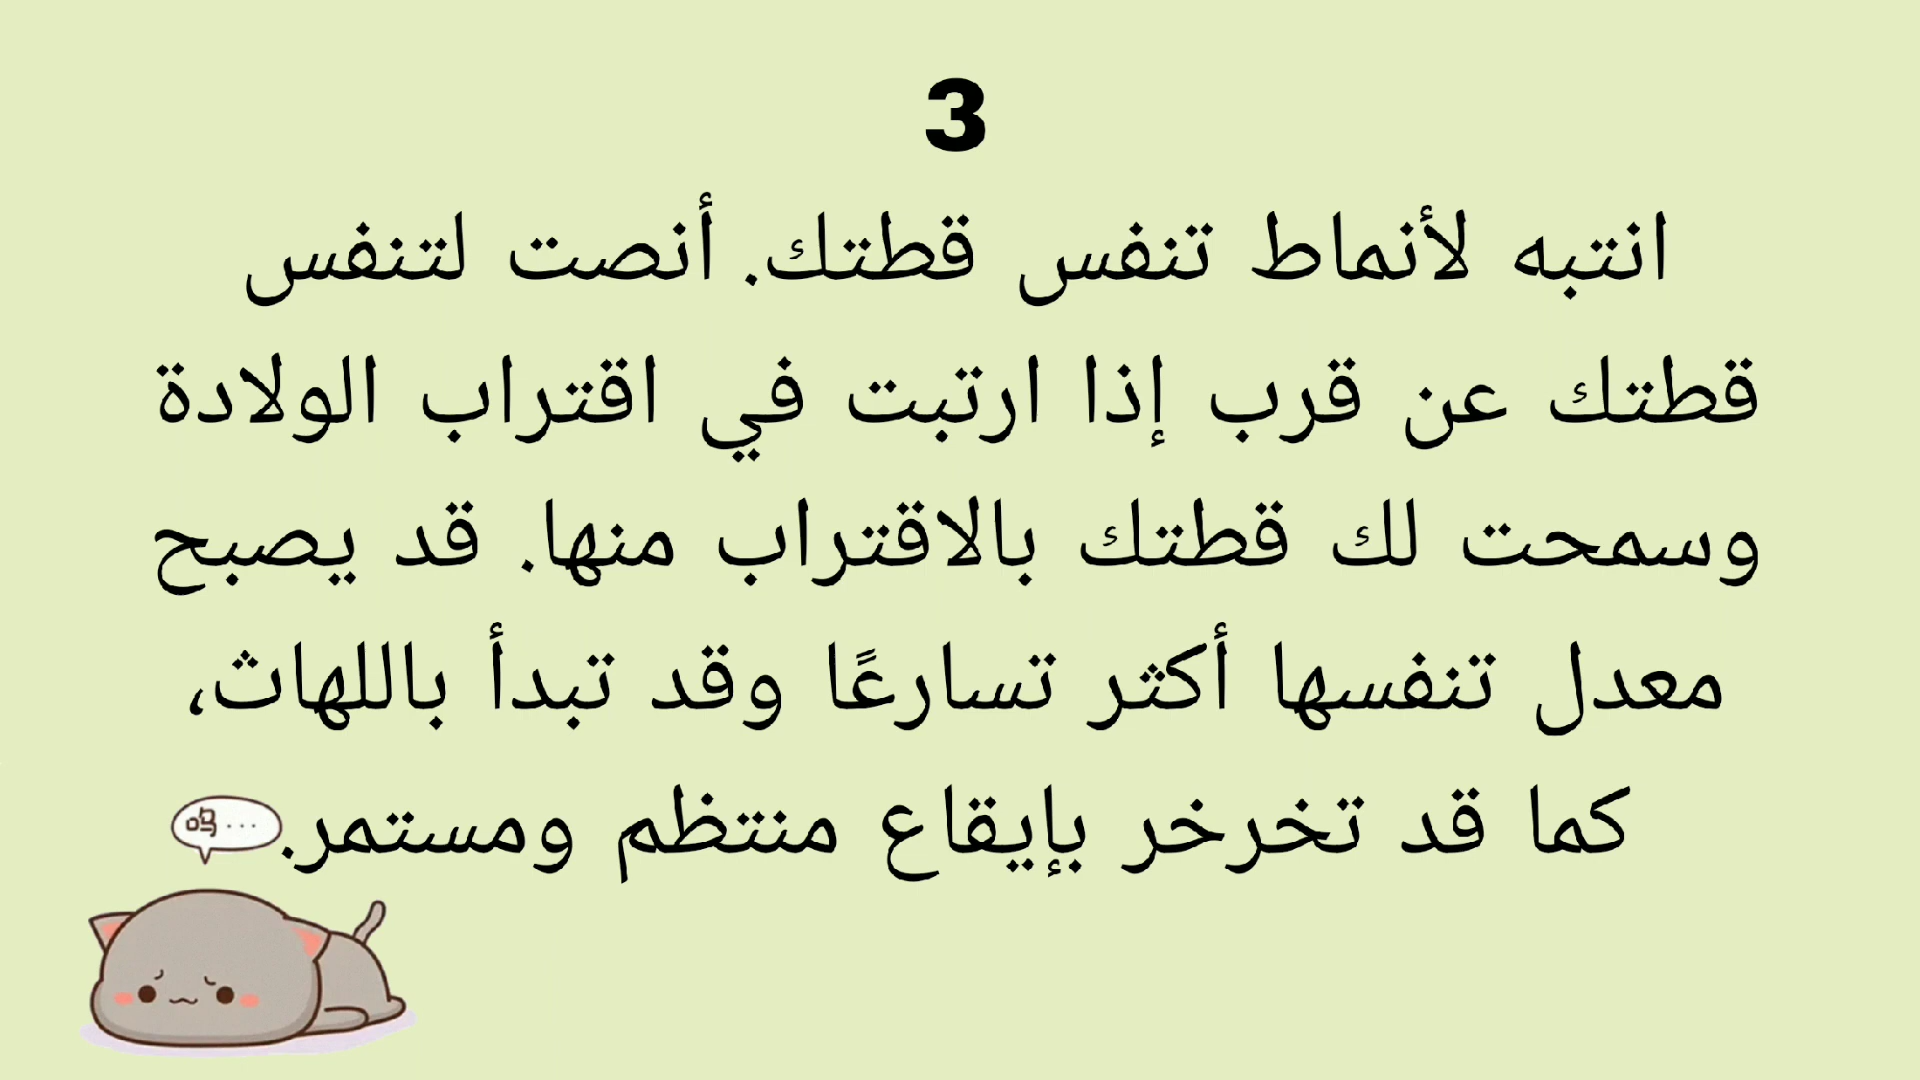 3
انتبه لأنماط تنفس قطتك. أنصت لتنفس
قطتك عن قرب إذا ارتبت في اقتراب الولادة
وسمحت لك قطتك بالاقتراب منها. قد يصبح
معدل تنفسها أكثر تسارعًا وقد تبدأ باللهاث،
كما قد تخرخر بإيقاع منتظم ومستمر.
呜···